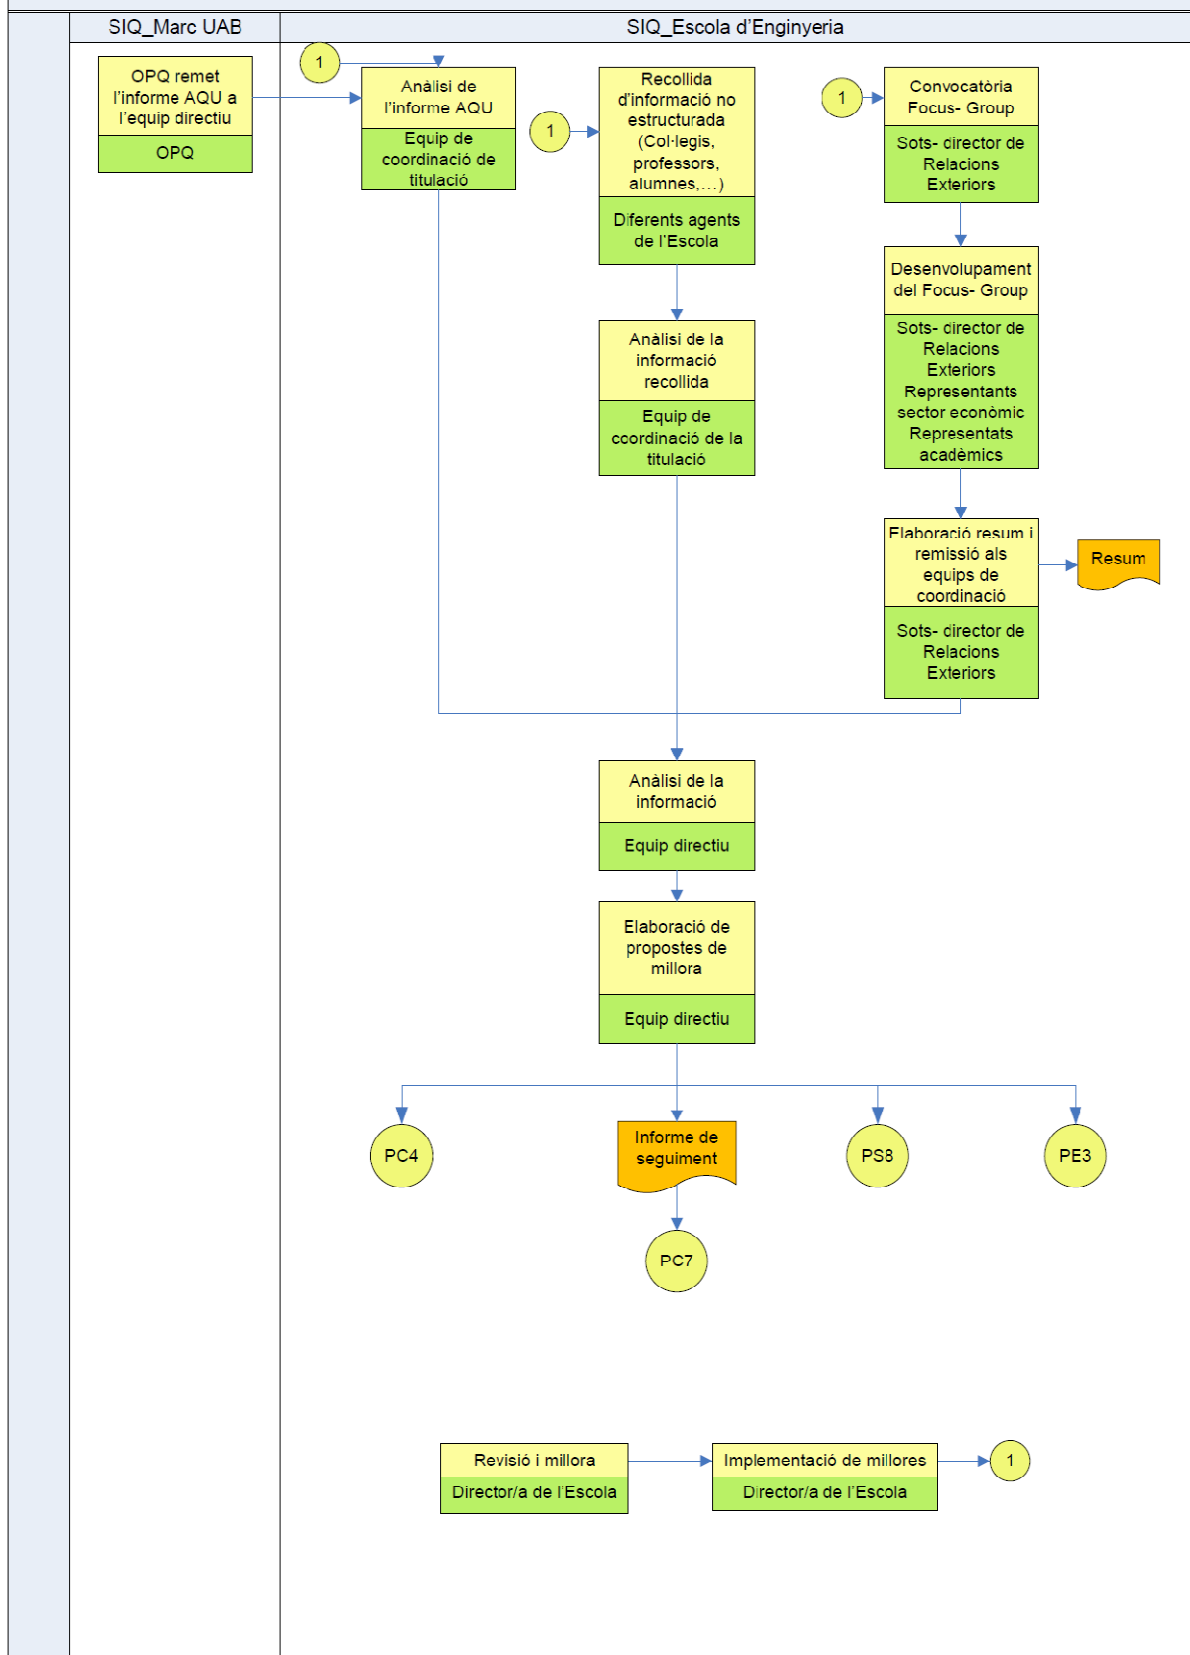 SIQ_Marc UAB
SIQ_Escola d'Enginyeria
OPQ remet
l'informe AQU a
l'equip directiu
OPQ
1
Anàlisi de
l'informe AQU
Equip de
coordinació de
titulació
1
Recollida
d'informació no
estructurada
(Col·legis,
professors,
alumnes,...)
Diferents agents
de l'Escola
1
Convocatòria
Focus- Group
Sots- director de
Relacions
Exteriors
Desenvolupament
del Focus- Group
Sots- director de
Relacions
Exteriors
Representants
sector econòmic
Representats
acadèmics
Anàlisi de la
informació
recollida
Equip de
coordinació de la
titulació
Elaboració resum i
remissió als
equips de
coordinació
Sots- director de
Relacions
Exteriors
Resum
Anàlisi de la
informació
Equip directiu
Elaboració de
propostes de
millora
Equip directiu
PC4
Informe de
seguiment
PS8
PE3
PC7
Revisió i millora
Director/a de l'Escola
Implementació de millores
Director/a de l'Escola
1